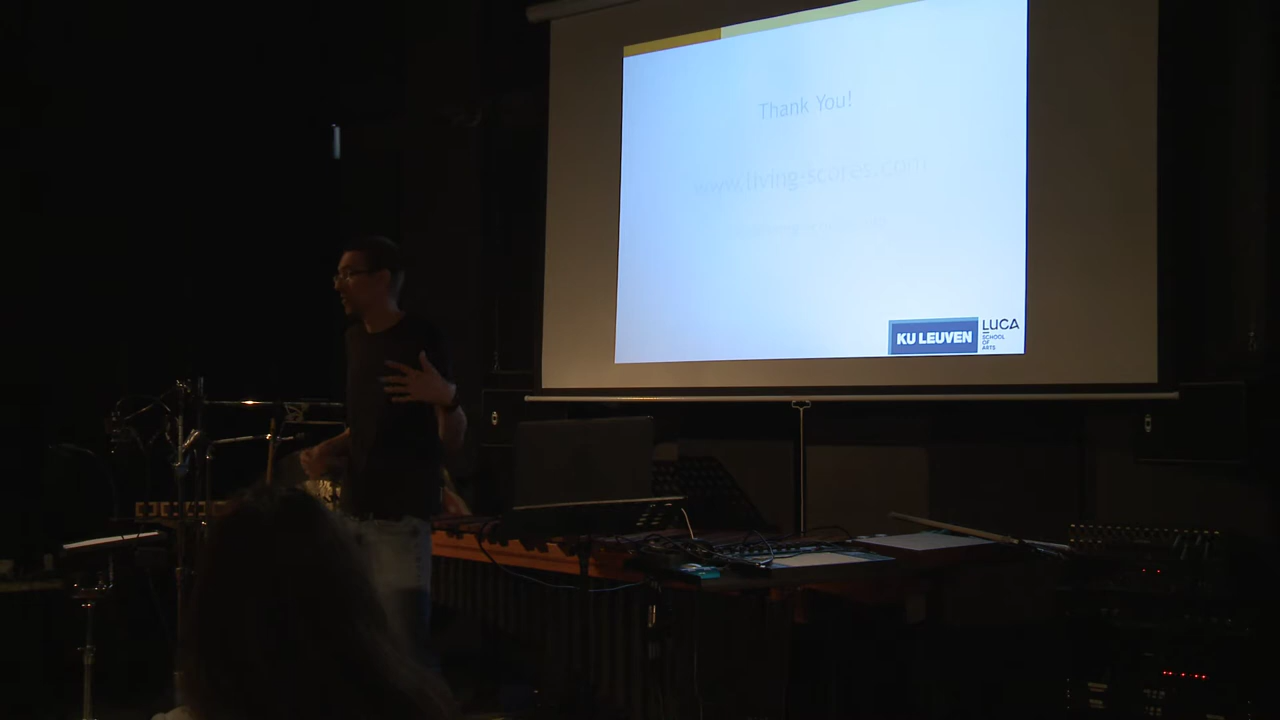 Thank You!
www.living-scores.com
KU LEUVEN
LUCA
SCHOOL
OF
ARTS